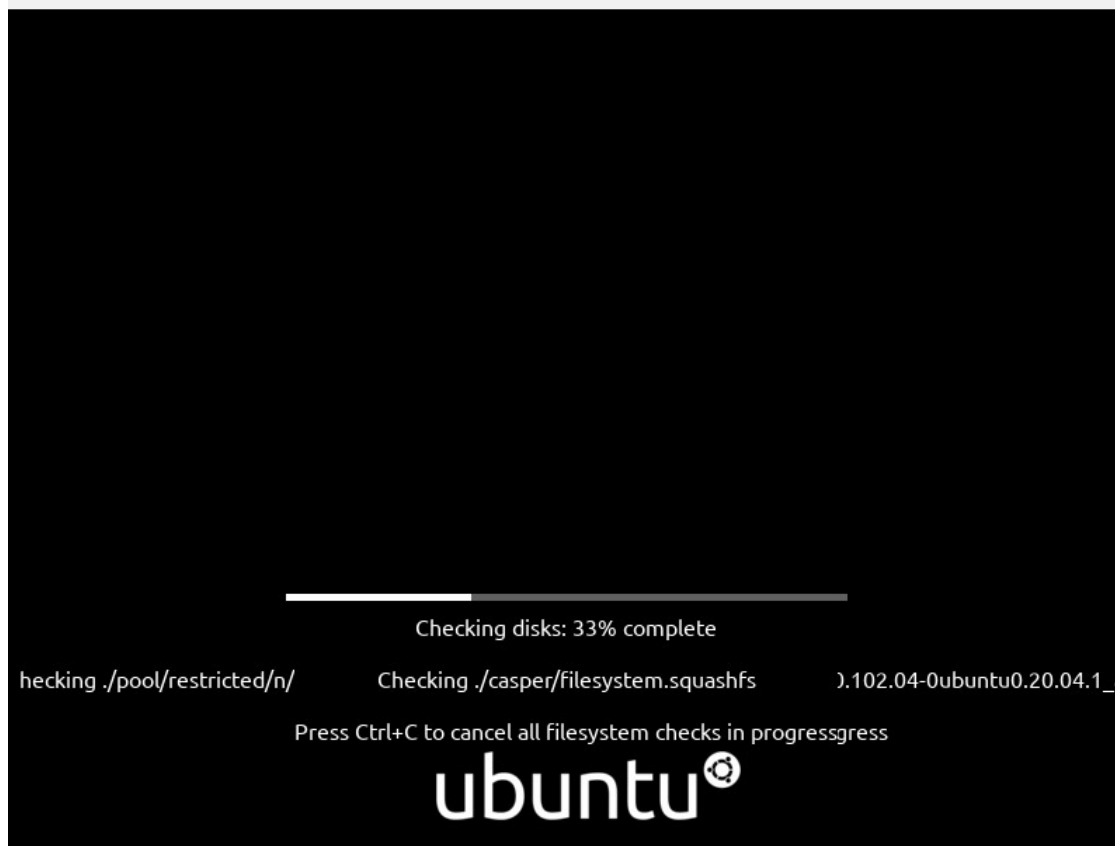 Checking disks: 33% complete
hecking ./pool/restricted/n/ Checking ./casper/filesystem.squashfs .102.04-0ubuntu0.20.04.1_
Press Ctrl+C to cancel all filesystem checks in progressgress
ubuntu